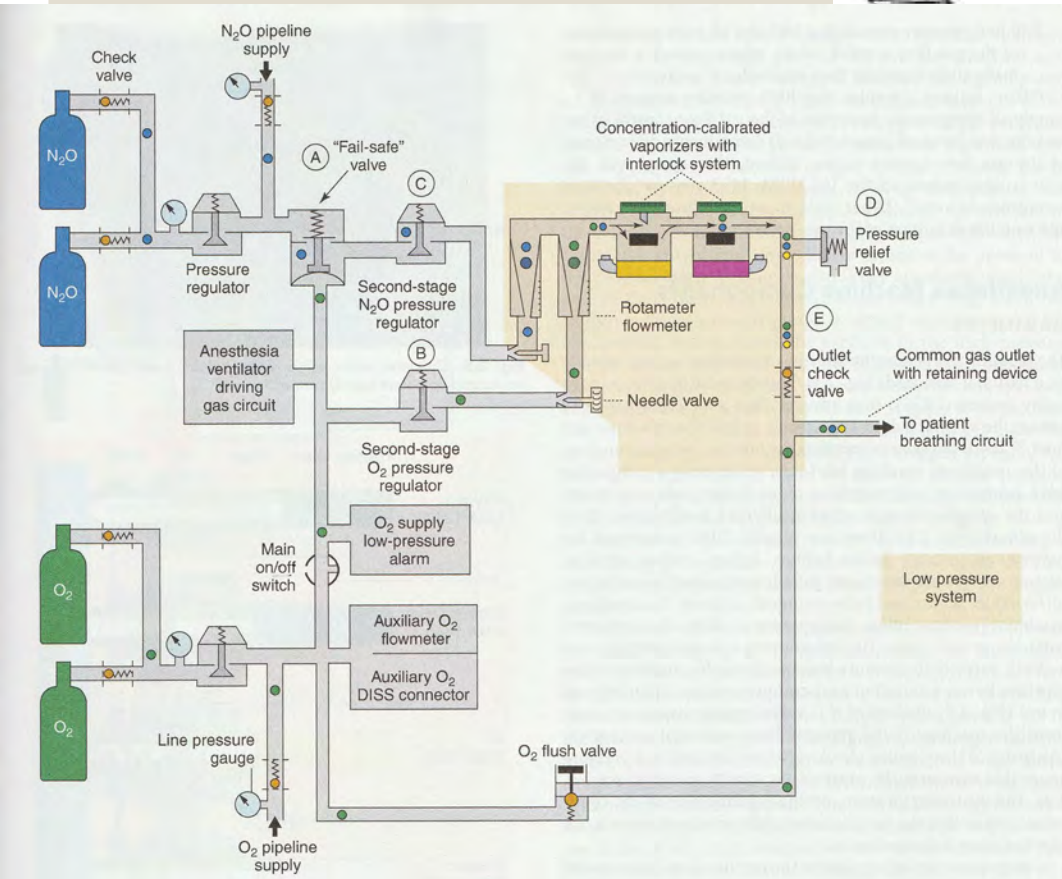 N₂O pipeline
supply
Check
valve
N₂O
N₂O
A
"Fail-safe"
valve
C
Pressure
regulator
Second-stage
N₂O pressure
regulator
Concentration-calibrated
vaporizers with
interlock system
D
Pressure
relief
valve
Rotameter
flowmeter
E
Outlet
check
valve
Common gas outlet
with retaining device
To patient
breathing circuit
Needle valve
Anesthesia
ventilator
driving
gas circuit
B
Second-stage
O₂ pressure
regulator
O₂ supply
low-pressure
alarm
Main
on/off
switch
Low pressure
system
O₂
O₂
Auxiliary O₂
flowmeter
Auxiliary O₂
DISS connector
Line pressure
gauge
O₂ flush valve
O₂ pipeline
supply